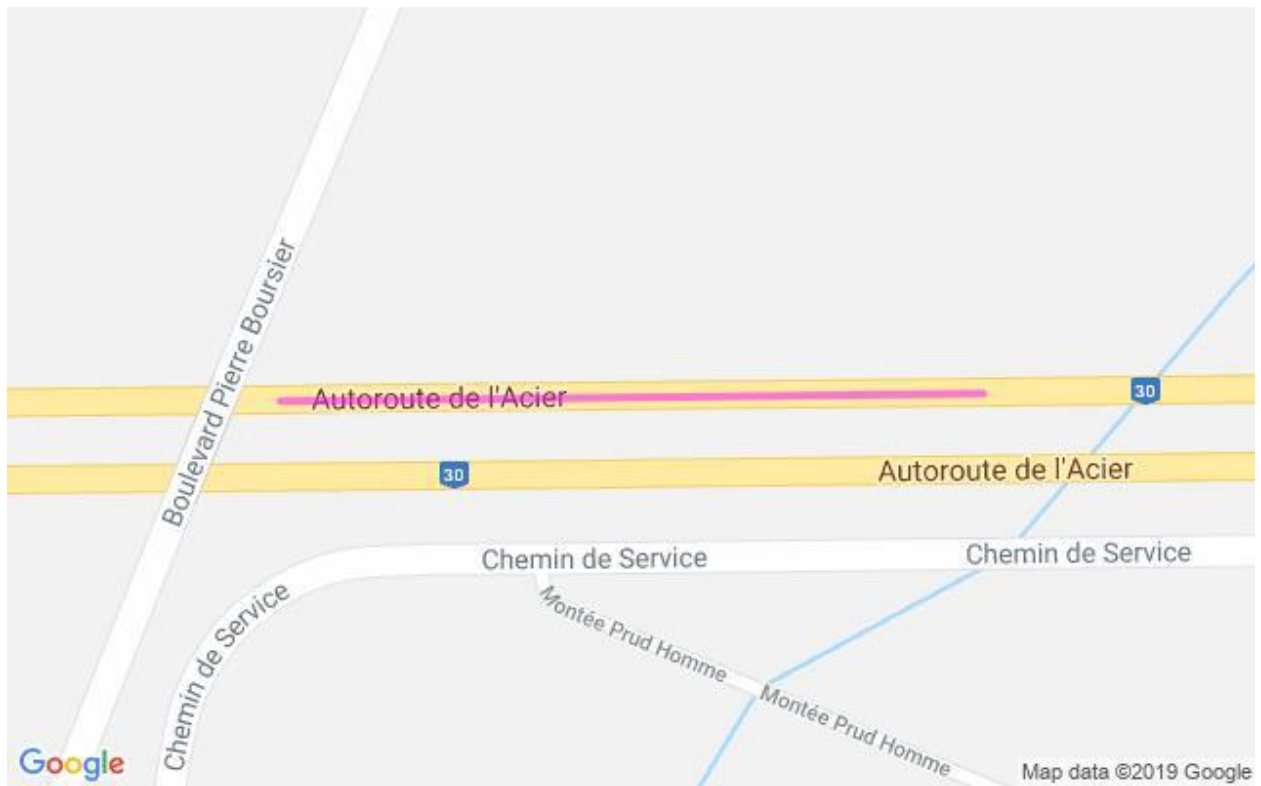 Boulevard Pierre Boursier
Autoroute de l'Acier
30
30
Autoroute de l'Acier
Chemin de Service
Chemin de Service
Chemin de Service
Montée Prud Homme
Montée Prud Homme
Google
Map data ©2019 Google